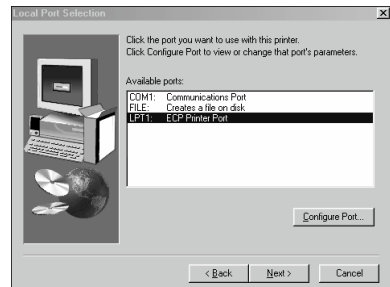 Local Port Selection
Click the port you want to use with this printer.
Click Configure Port to view or change that port's parameters.
Available ports:
COM1: Communications Port
FILE: Creates a file on disk
LPT1: ECP Printer Port
Configure Port...
< Back Next > Cancel